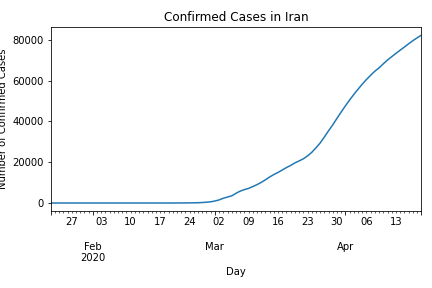 Confirmed Cases in Iran
Number of Confirmed Cases
80000
60000
40000
20000
0
27 03 10 17 24 02 09 16 23 30 06 13
Feb Mar Apr
2020
Day